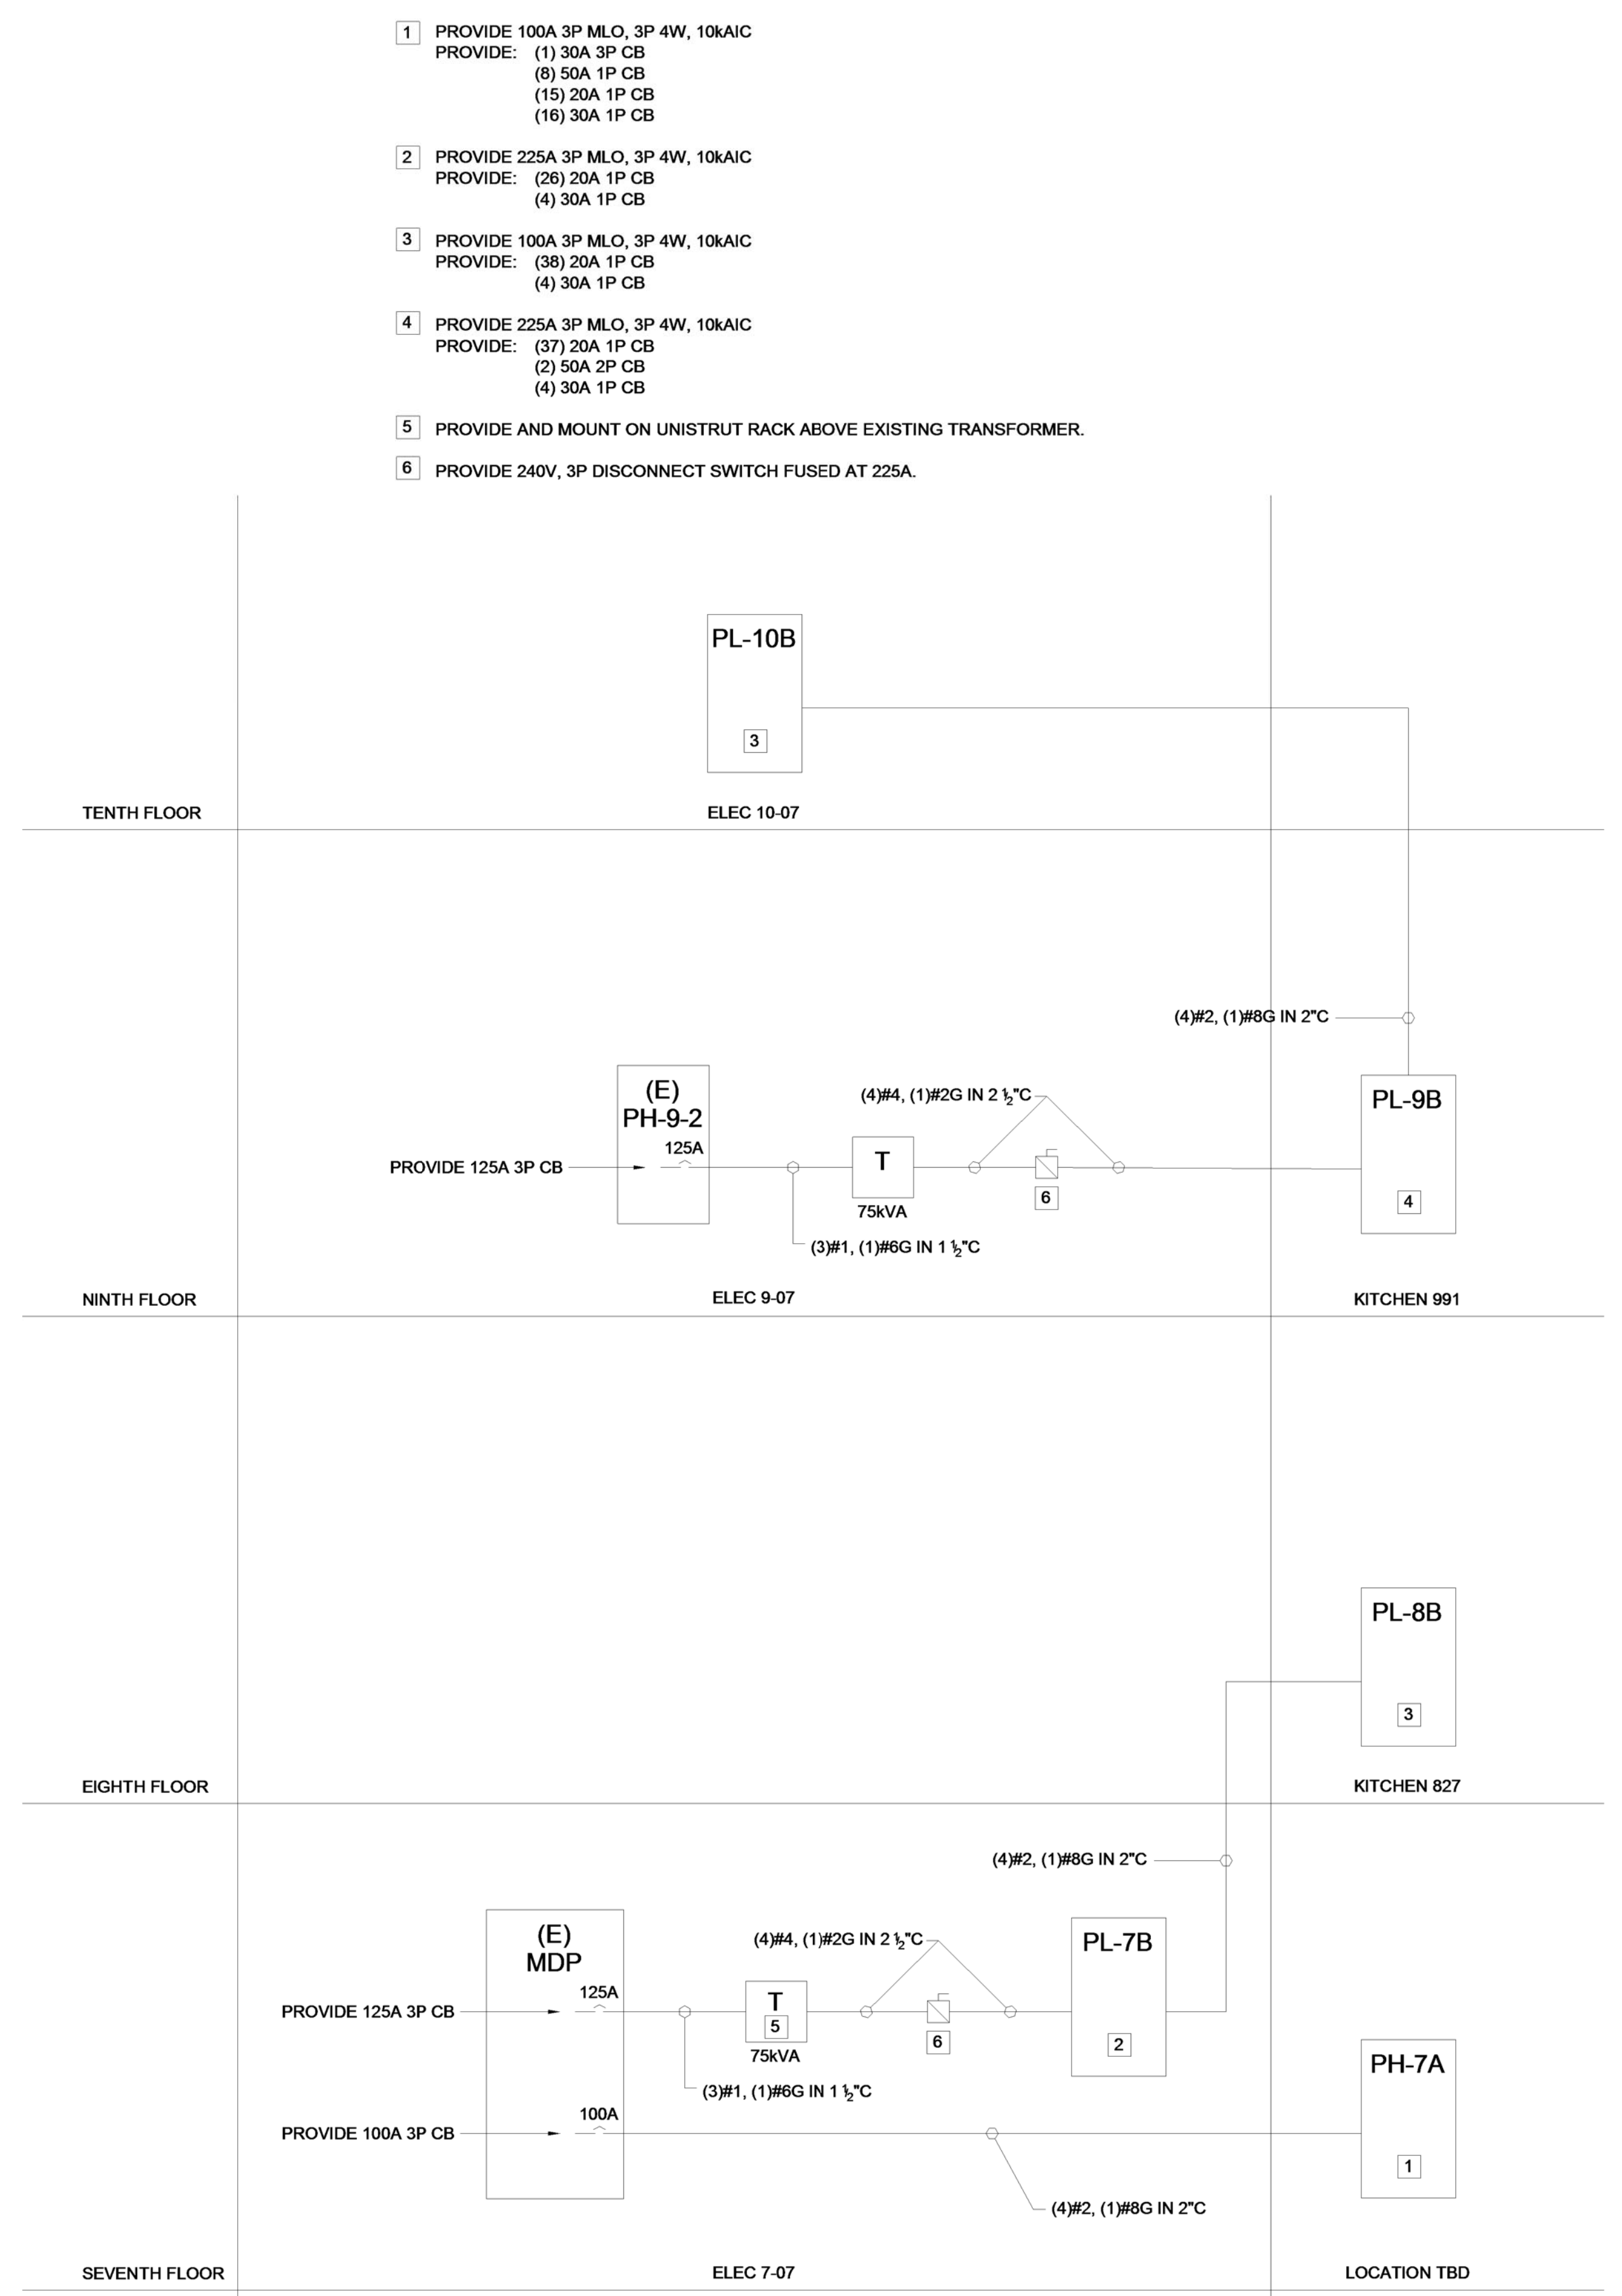 1 PROVIDE 100A 3P MLO, 3P 4W, 10kAIC
PROVIDE: (1) 30A 3P CB
(8) 50A 1P CB
(15) 20A 1P CB
(16) 30A 1P CB
2 PROVIDE 225A 3P MLO, 3P 4W, 10kAIC
PROVIDE: (26) 20A 1P CB
(4) 30A 1P CB
3 PROVIDE 100A 3P MLO, 3P 4W, 10kAIC
PROVIDE: (38) 20A 1P CB
(4) 30A 1P CB
4 PROVIDE 225A 3P MLO, 3P 4W, 10kAIC
PROVIDE: (37) 20A 1P CB
(2) 50A 2P CB
(4) 30A 1P CB
5 PROVIDE AND MOUNT ON UNISTRUT RACK ABOVE EXISTING TRANSFORMER.
6 PROVIDE 240V, 3P DISCONNECT SWITCH FUSED AT 225A.
PL-10B
3
TENTH FLOOR
ELEC 10-07
(4)#2, (1)#8G IN 2"C
(E)
PH-9-2
125A
PROVIDE 125A 3P CB
(4)#4, (1)#2G IN 2 ½"C
T
75kVA
6
(3)#1, (1)#6G IN 1 ½"C
PL-9B
4
NINTH FLOOR
ELEC 9-07
KITCHEN 991
PL-8B
3
EIGHTH FLOOR
KITCHEN 827
(4)#2, (1)#8G IN 2"C
(E)
MDP
125A
PROVIDE 125A 3P CB
(4)#4, (1)#2G IN 2 ½"C
T
5
75kVA
6
(3)#1, (1)#6G IN 1 ½"C
PL-7B
2
100A
PROVIDE 100A 3P CB
(4)#2, (1)#8G IN 2"C
PH-7A
1
SEVENTH FLOOR
ELEC 7-07
LOCATION TBD